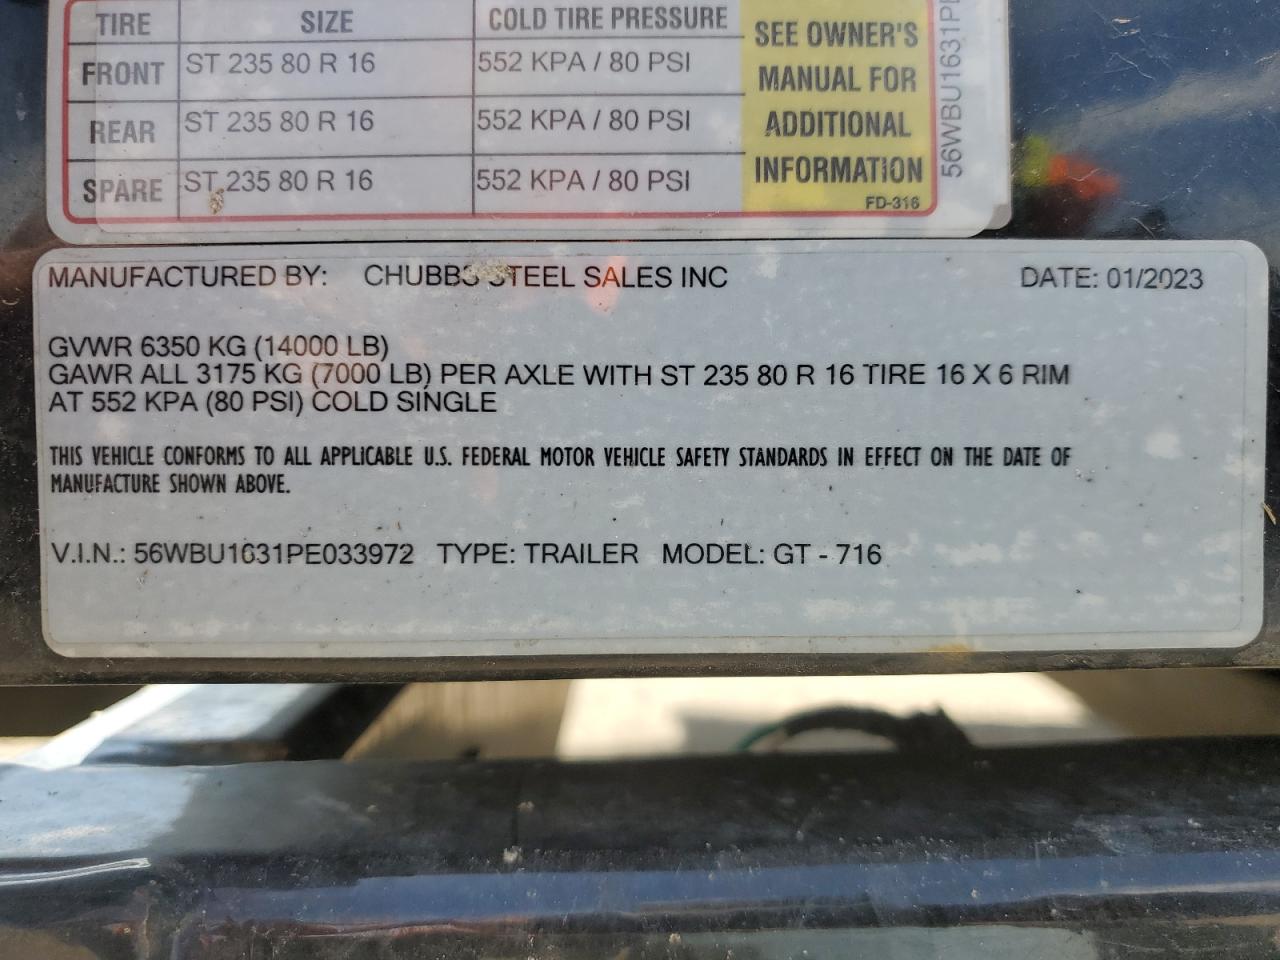 TIRE SIZE COLD TIRE PRESSURE
FRONT ST 235 80 R 16 552 KPA / 80 PSI
REAR ST 235 80 R 16 552 KPA / 80 PSI
SPARE ST 235 80 R 16 552 KPA / 80 PSI
SEE OWNER'S
MANUAL FOR
ADDITIONAL
INFORMATION
FD-316
MANUFACTURED BY: CHUBBS STEEL SALES INC DATE: 01/2023
GVWR 6350 KG (14000 LB)
GAWR ALL 3175 KG (7000 LB) PER AXLE WITH ST 235 80 R 16 TIRE 16 X 6 RIM
AT 552 KPA (80 PSI) COLD SINGLE
THIS VEHICLE CONFORMS TO ALL APPLICABLE U.S. FEDERAL MOTOR VEHICLE SAFETY STANDARDS IN EFFECT ON THE DATE OF
MANUFACTURE SHOWN ABOVE.
V.I.N.: 56WBU1631PE033972 TYPE: TRAILER MODEL: GT - 716